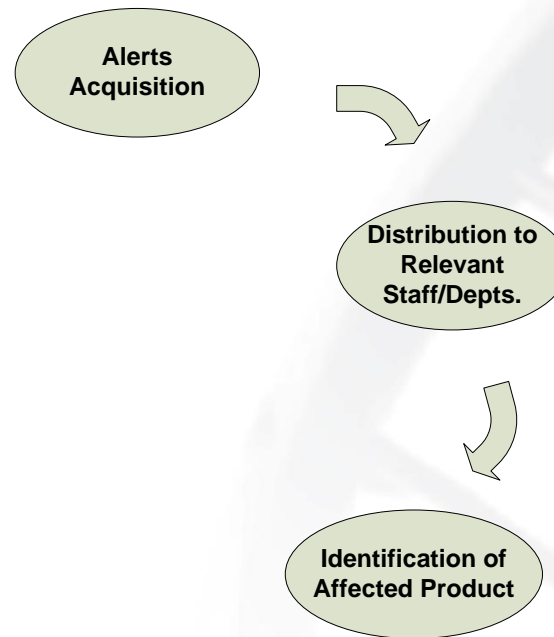 Alerts
Acquisition
Distribution to
Relevant
Staff/Depts.
Identification of
Affected Product